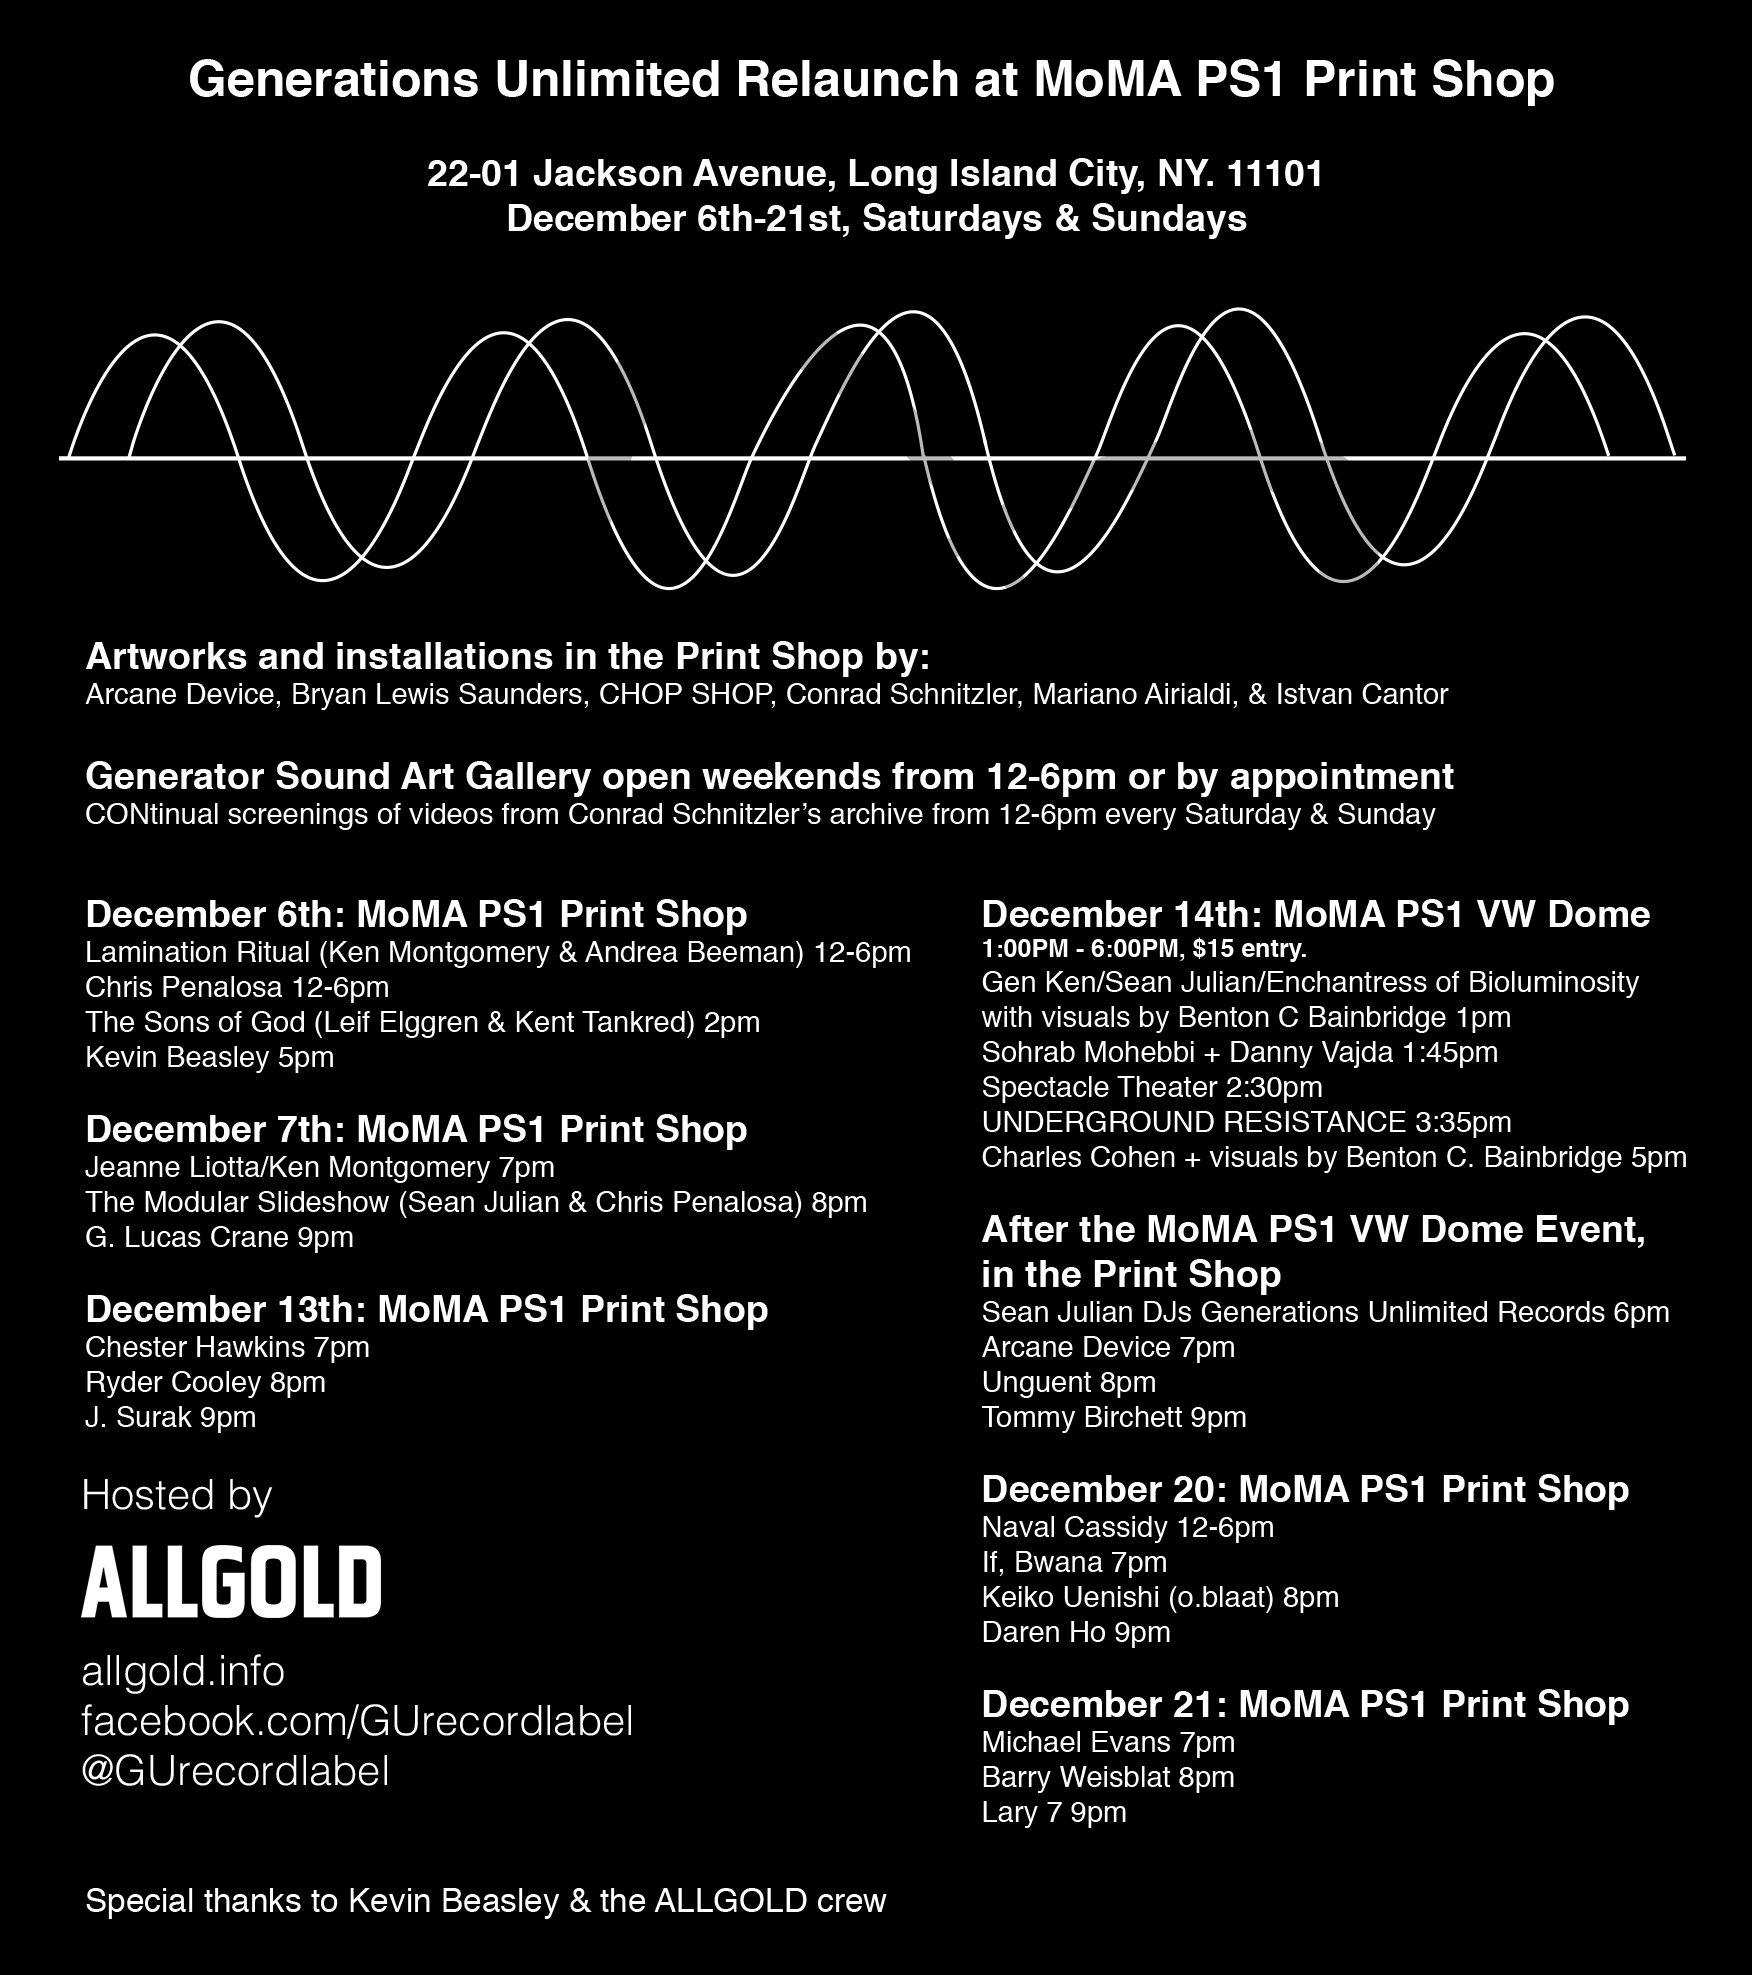 Generations Unlimited Relaunch at MoMA PS1 Print Shop
22-01 Jackson Avenue, Long Island City, NY. 11101
December 6th-21st, Saturdays & Sundays
Artworks and installations in the Print Shop by:
Arcane Device, Bryan Lewis Saunders, CHOP SHOP, Conrad Schnitzler, Mariano Airialdi, & Istvan Cantor
Generator Sound Art Gallery open weekends from 12-6pm or by appointment
CONtinual screenings of videos from Conrad Schnitzler’s archive from 12-6pm every Saturday & Sunday
December 6th: MoMA PS1 Print Shop
Lamination Ritual (Ken Montgomery & Andrea Beeman) 12-6pm
Chris Penalosa 12-6pm
The Sons of God (Leif Elggren & Kent Tankred) 2pm
Kevin Beasley 5pm
December 7th: MoMA PS1 Print Shop
Jeanne Liotta/Ken Montgomery 7pm
The Modular Slideshow (Sean Julian & Chris Penalosa) 8pm
G. Lucas Crane 9pm
December 13th: MoMA PS1 Print Shop
Chester Hawkins 7pm
Ryder Cooley 8pm
J. Surak 9pm
Hosted by
ALLGOLD
allgold.info
facebook.com/GUrecordlabel
@GUrecordlabel
December 14th: MoMA PS1 VW Dome
1:00PM - 6:00PM, $15 entry.
Gen Ken/Sean Julian/Enchantress of Bioluminosity
with visuals by Benton C Bainbridge 1pm
Sohrab Mohebbi + Danny Vajda 1:45pm
Spectacle Theater 2:30pm
UNDERGROUND RESISTANCE 3:35pm
Charles Cohen + visuals by Benton C. Bainbridge 5pm
After the MoMA PS1 VW Dome Event,
in the Print Shop
Sean Julian DJs Generations Unlimited Records 6pm
Arcane Device 7pm
Unguent 8pm
Tommy Birchett 9pm
December 20: MoMA PS1 Print Shop
Naval Cassidy 12-6pm
If, Bwana 7pm
Keiko Uenishi (o.blaat) 8pm
Daren Ho 9pm
December 21: MoMA PS1 Print Shop
Michael Evans 7pm
Barry Weisblat 8pm
Lary 7 9pm
Special thanks to Kevin Beasley & the ALLGOLD crew